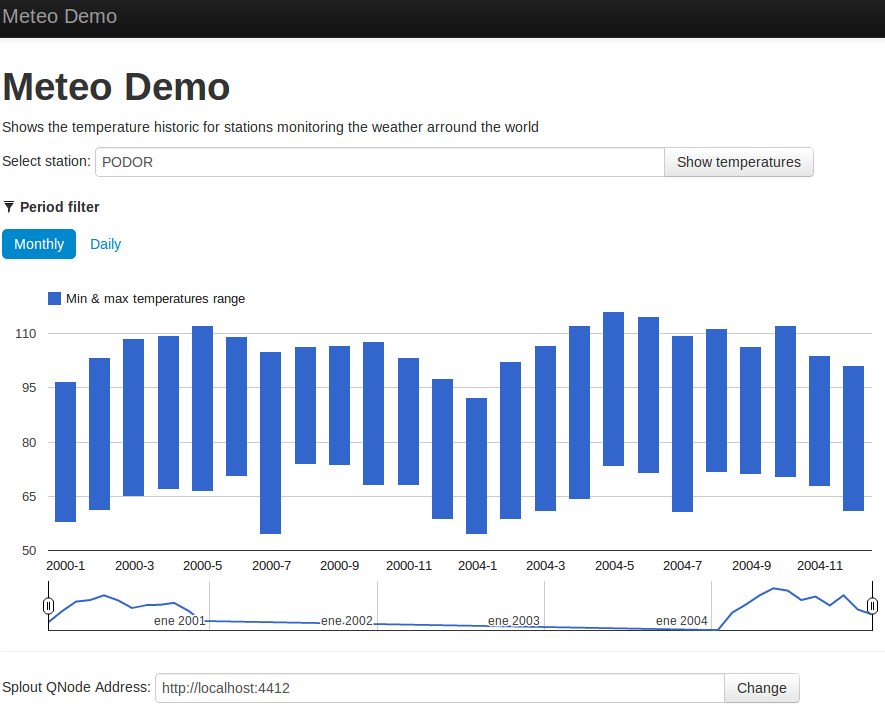 Meteo Demo
Meteo Demo
Shows the temperature historic for stations monitoring the weather arround the world
Select station: PODOR Show temperatures
Period filter
Monthly Daily
Min & max temperatures range
110
95
80
65
50
2000-1 2000-3 2000-5 2000-7 2000-9 2000-11 2004-1 2004-3 2004-5 2004-7 2004-9 2004-11
ene 2001 ene 2002 ene 2003 ene 2004
Splout QNode Address: http://localhost:4412 Change